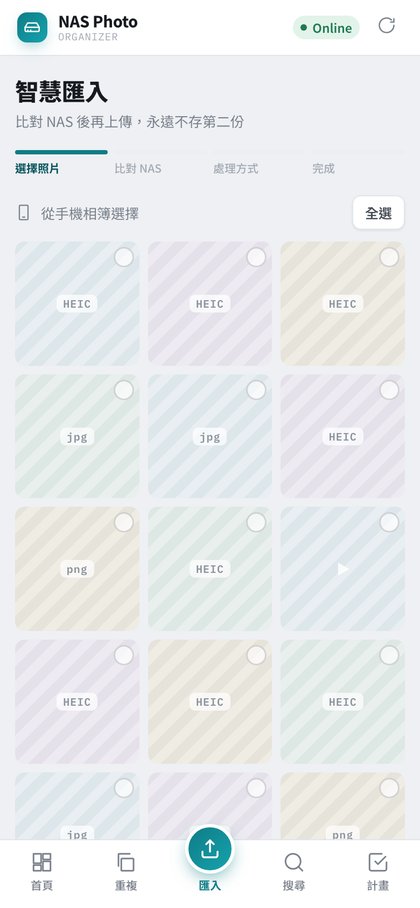 NAS Photo
ORGANIZER
Online
智慧匯入
比對 NAS 後再上傳，永遠不存第二份
選擇照片
比對 NAS
處理方式
完成
從手機相簿選擇
全選
HEIC
HEIC
HEIC
jpg
jpg
HEIC
png
HEIC
HEIC
HEIC
HEIC
jpg
png
首頁
重複
匯入
搜尋
計畫